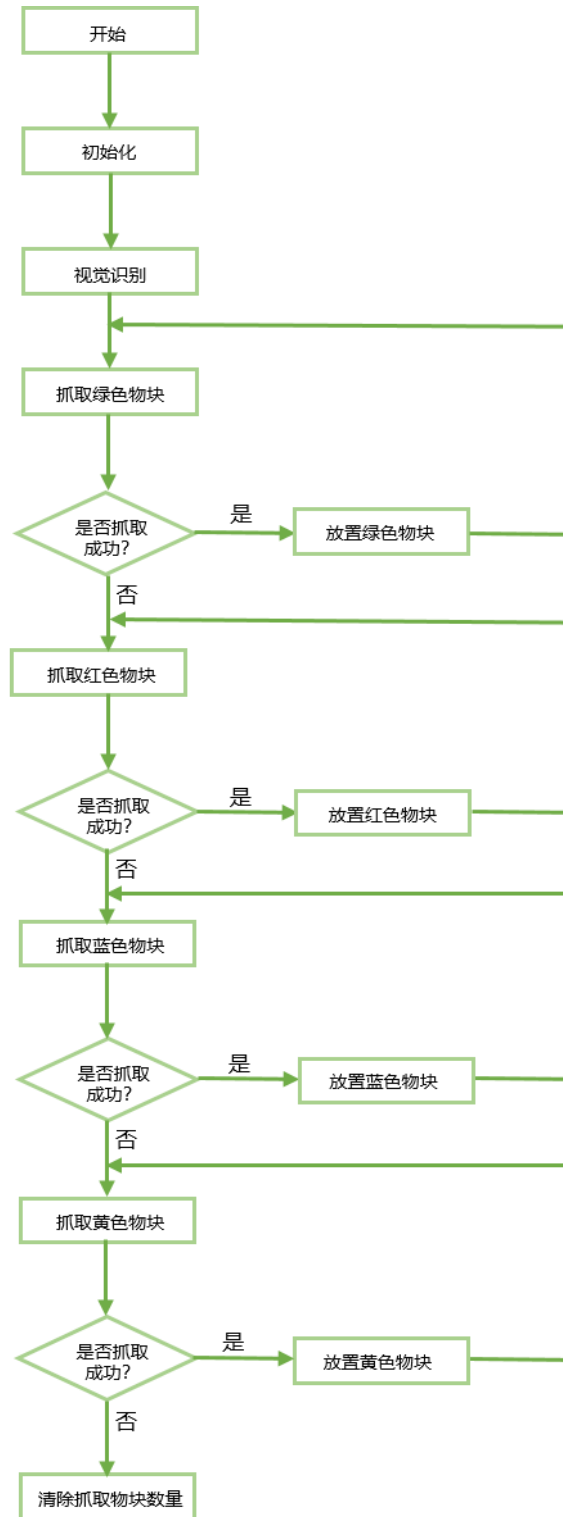 开始
初始化
视觉识别
抓取绿色物块
是否抓取
成功？
是
放置绿色物块
否
抓取红色物块
是否抓取
成功？
是
放置红色物块
否
抓取蓝色物块
是否抓取
成功？
是
放置蓝色物块
否
抓取黄色物块
是否抓取
成功？
是
放置黄色物块
否
清除抓取物块数量